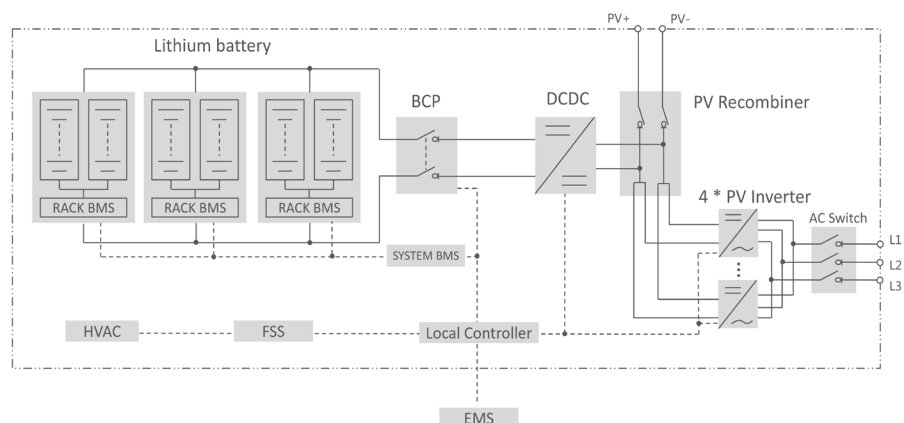 PV+ PV-
Lithium battery
BCP
DCDC
PV Recombiner
RACK BMS
RACK BMS
RACK BMS
4 * PV Inverter
AC Switch
L1
L2
L3
SYSTEM BMS
HVAC
FSS
Local Controller
EMS